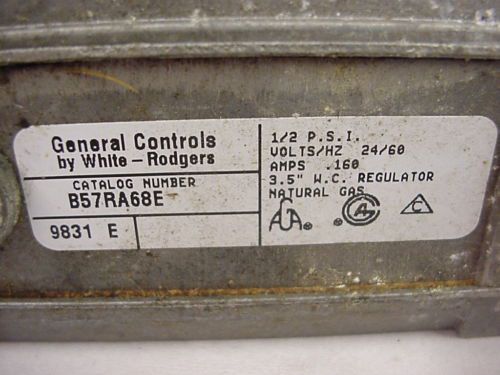 General Controls
by White-Rodgers
CATALOG NUMBER
B57RA68E
9831 E
1/2 P.S.I.
VOLTS/HZ 24/60
AMPS .160
3.5" W.C. REGULATOR
NATURAL GAS
AGA
C